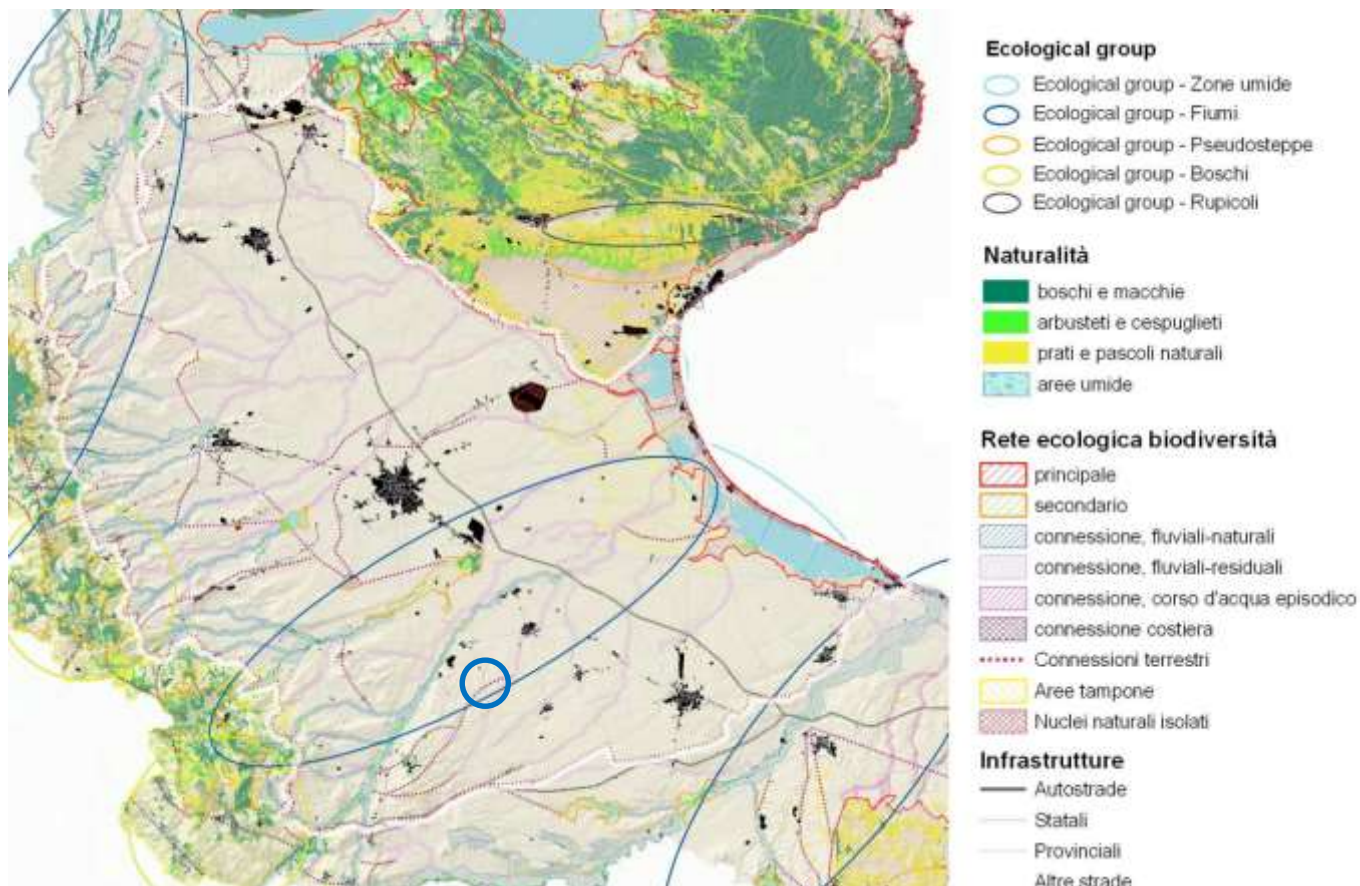 Ecological group
Ecological group - Zone umide
Ecological group - Fiumi
Ecological group - Pseudosteppe
Ecological group - Boschi
Ecological group - Rupicoli
Naturalità
boschi e macchie
arbusteti e cespuglieti
prati e pascoli naturali
aree umide
Rete ecologica biodiversità
principale
secondario
connessione, fluviali-naturali
connessione, fluviali-residuali
connessione, corso d'acqua episodico
connessione costiera
Connessioni terrestri
Aree tampone
Nuclei naturali isolati
Infrastrutture
Autostrade
Statali
Provinciali
Altre strade